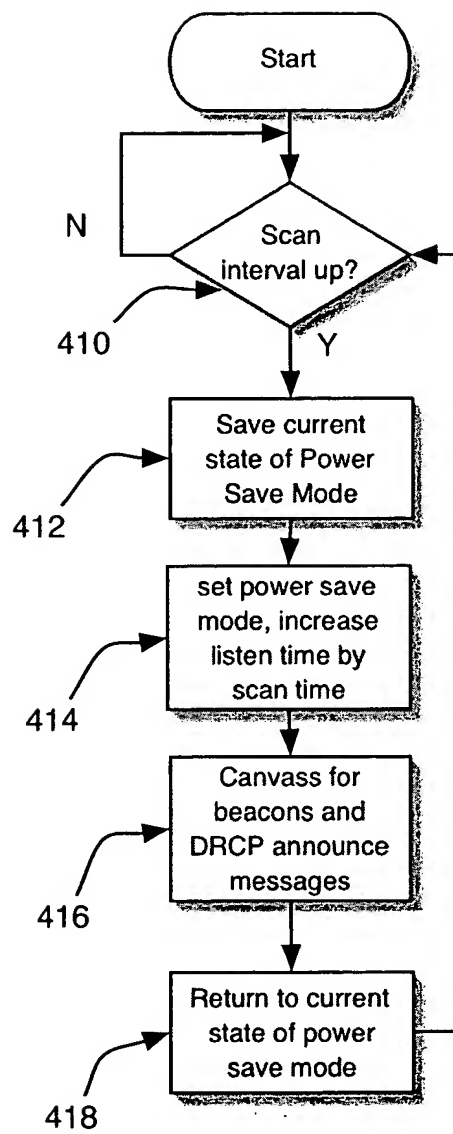 Start
N
Scan
interval up?
410
Y
Save current
state of Power
Save Mode
412
set power save
mode, increase
listen time by
scan time
414
Canvass for
beacons and
DRCP announce
messages
416
Return to current
state of power
save mode
418